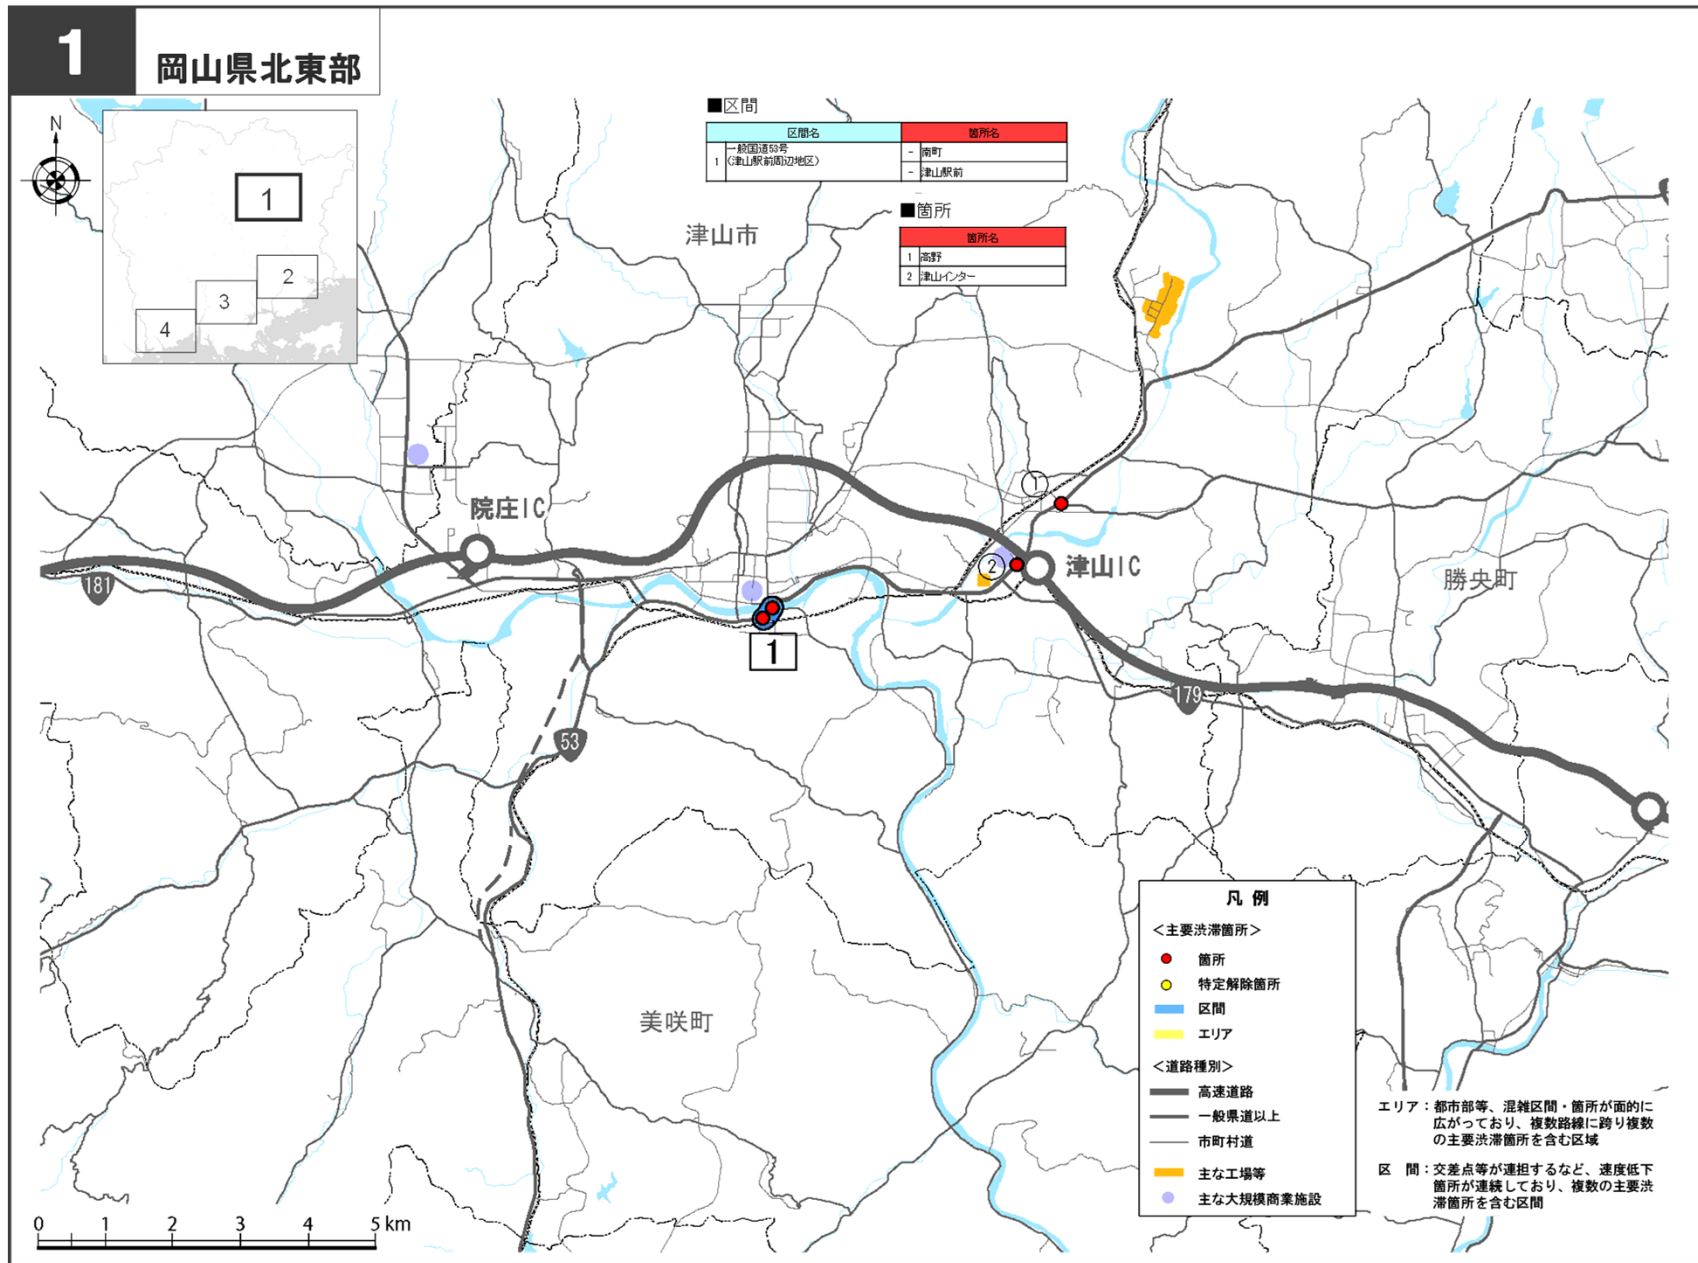 1
岡山県北東部
N
1
2
3
4
■区間
区間名
箇所名
1
一般国道53号
(津山駅前周辺地区)
- 南町
- 津山駅前
■箇所
箇所名
1 高野
2 津山インター
津山市
院庄IC
1
2
津山IC
勝央町
181
1
179
53
美咲町
凡 例
<主要渋滞箇所>
箇所
特定解除箇所
区間
エリア
<道路種別>
高速道路
一般県道以上
市町村道
主な工場等
主な大規模商業施設
エリア:都市部等、混雑区間・箇所が面的に
広がっており、複数路線に跨り複数
の主要渋滞箇所を含む区域
区 間:交差点等が連担するなど、速度低下
箇所が連続しており、複数の主要渋
滞箇所を含む区間
0 1 2 3 4 5 km